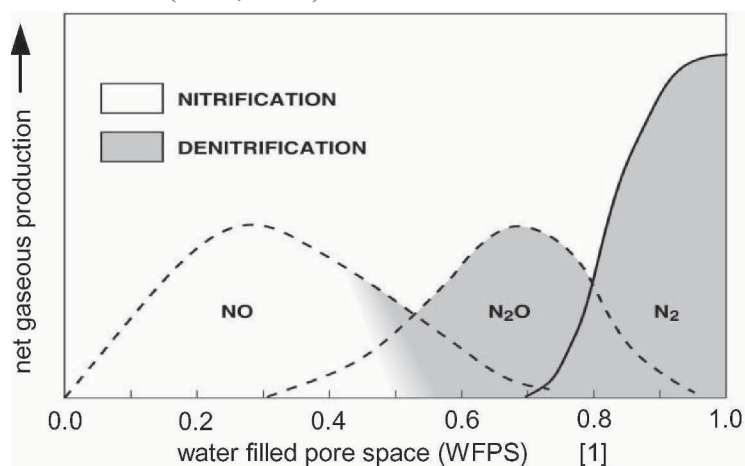 NITRIFICATION
DENITRIFICATION
net gaseous production
NO
N₂O
N₂
0.0 0.2 0.4 0.6 0.8 1.0
water filled pore space (WFPS) [1]